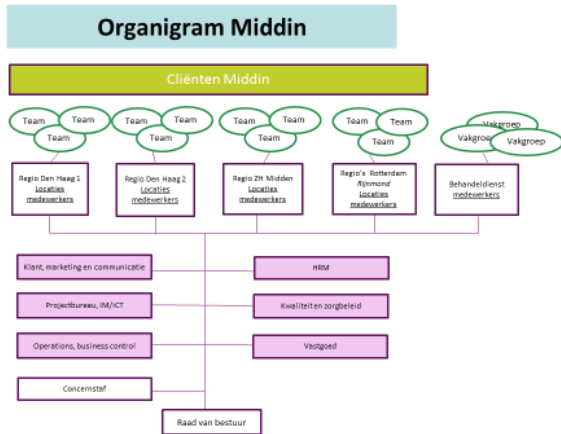 Organigram Middin
Cliënten Middin
Team Team Team Team Team Team Team Team Vakgroep
Team Team Team Team Vakgroep Vakgroep
Regio Den Haag 1
Locaties
medewerkers
Regio Den Haag 2
Locaties
medewerkers
Regio ZH Midden
Locaties
medewerkers
Regio's Rotterdam
Rijnmond
Locaties
medewerkers
Behandeldienst
medewerkers
Klant, marketing en communicatie
HRM
Projectbureau, IM/ICT
Kwaliteit en zorgbeleid
Operations, business control
Vastgoed
Concernstaf
Raad van bestuur